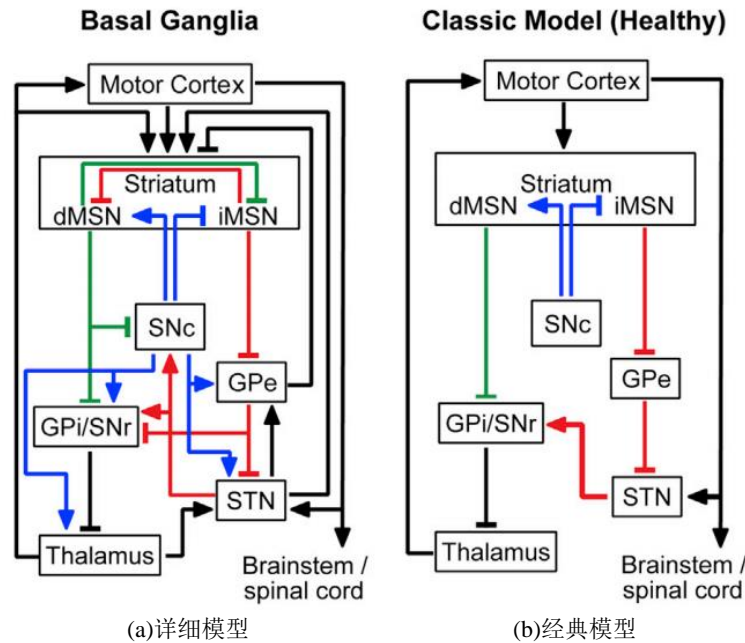 Basal Ganglia
Motor Cortex
Striatum
dMSN iMSN
SNc
GPe
GPi/SNr
STN
Thalamus
Brainstem /
spinal cord
(a)详细模型
Classic Model (Healthy)
Motor Cortex
Striatum
dMSN iMSN
SNc
GPe
GPi/SNr
STN
Thalamus
Brainstem /
spinal cord
(b)经典模型